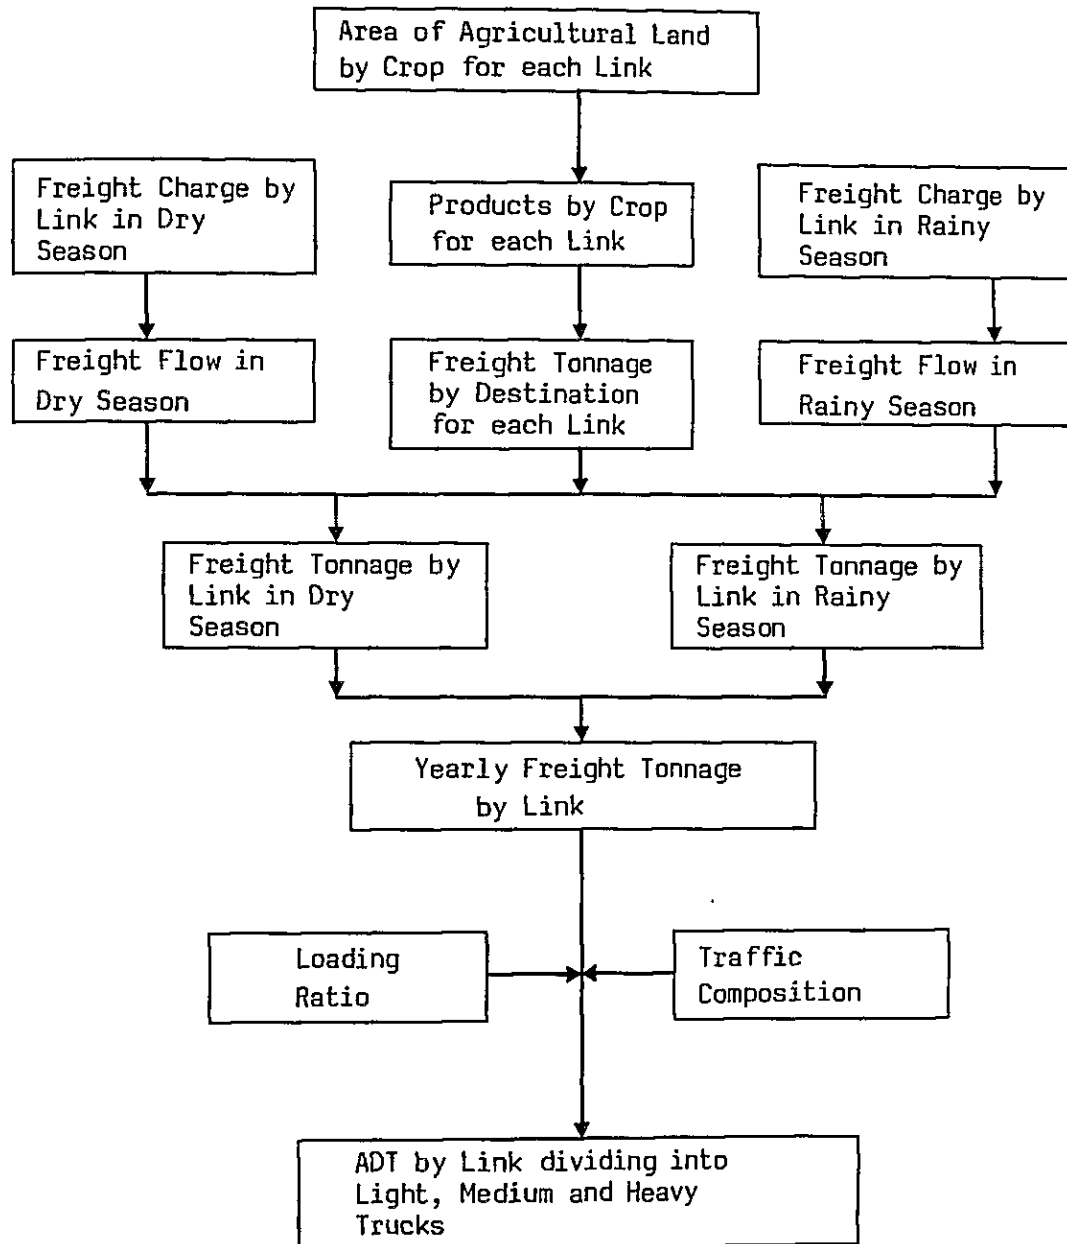 Area of Agricultural Land
by Crop for each Link
Freight Charge by
Link in Dry
Season
Products by Crop
for each Link
Freight Charge by
Link in Rainy
Season
Freight Flow in
Dry Season
Freight Tonnage
by Destination
for each Link
Freight Flow in
Rainy Season
Freight Tonnage by
Link in Dry
Season
Freight Tonnage by
Link in Rainy
Season
Yearly Freight Tonnage
by Link
Loading
Ratio
Traffic
Composition
ADT by Link dividing into
Light, Medium and Heavy
Trucks